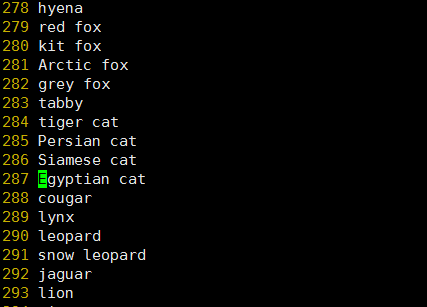 278 hyena
279 red fox
280 kit fox
281 Arctic fox
282 grey fox
283 tabby
284 tiger cat
285 Persian cat
286 Siamese cat
287 Egyptian cat
288 cougar
289 lynx
290 leopard
291 snow leopard
292 jaguar
293 lion